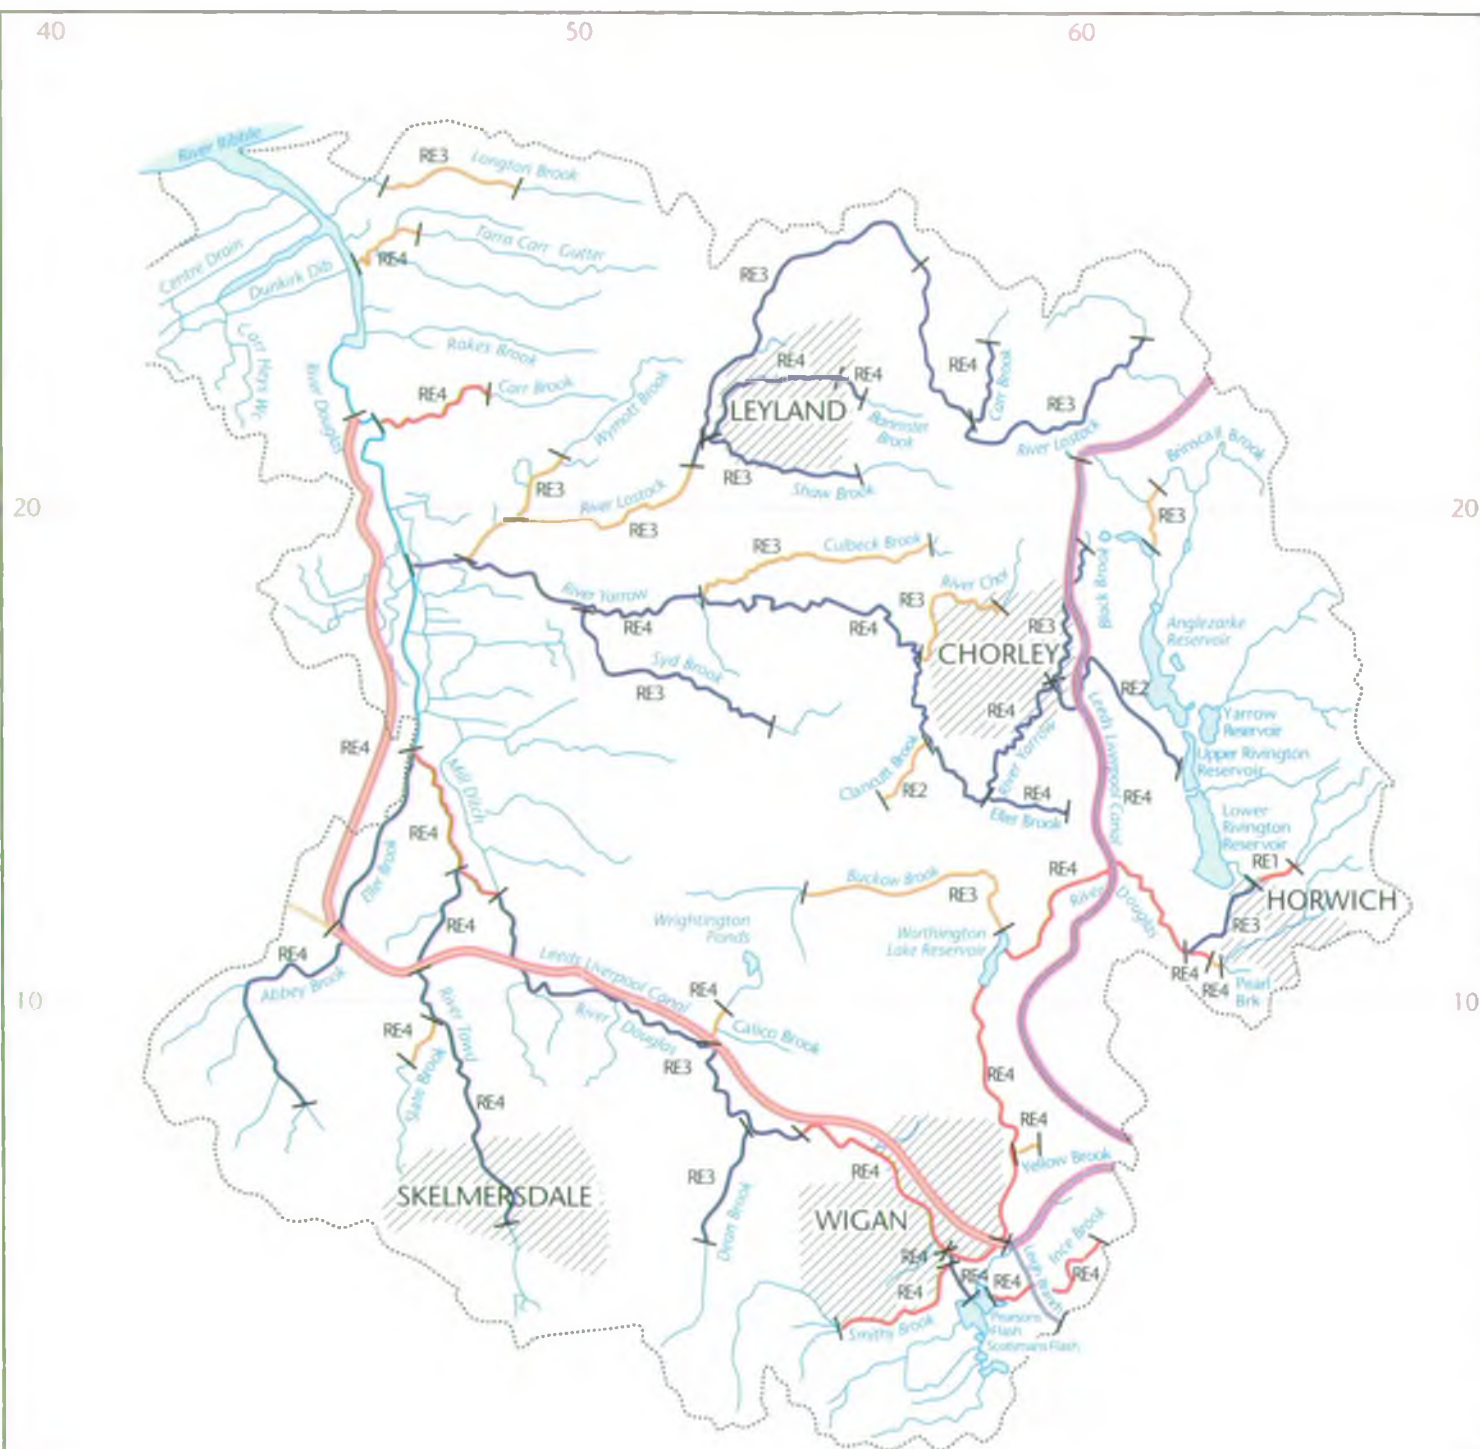 40 50 60
River Ribble
RE3
Longton Brook
Tarra Carr Gutter
RE4
Centre Drain
Dunkirk Dib
RE3
Rakes Brook
RE4
RE4
RE4
Carr Brook
River Douglas
RE4
Carr Brook
Wymott Brook
LEYLAND
Bannister
Brook
RE3
River Lostock
Brinscall Brook
RE3
Shaw Brook
RE3
River Lostock
RE3
RE3
20
20
RE3
Culbeck Brook
Black Brook
River Chor
RE3
River Yarrow
RE4
RE4
RE3
Anglezarke
Reservoir
CHORLEY
Syd Brook
RE3
RE2
RE4
River Yarrow
Leeds Liverpool Canal
Yarrow
Reservoir
Upper Rivington
Reservoir
RE4
Mill Ditch
Clancutt Brook
RE2
RE4
Eller Brook
RE4
Lower
Rivington
Reservoir
RE4
Eller Brook
RE1
HORWICH
Buckow Brook
RE3
RE4
River Douglas
RE3
RE4
Wrightington
Ponds
Worthington
Lake Reservoir
RE4
Abbey Brook
Leeds Liverpool Canal
RE4
RE4
Pearl
Brk
10
10
RE4
River Tawd
River Douglas
RE4
Calico Brook
Slate Brook
RE3
RE4
RE4
RE4
Yellow Brook
RE3
RE4
SKELMERSDALE
Dean Brook
WIGAN
Ince Brook
RE4
RE4
RE4
RE4
RE4
Leigh Branch
Smithy Brook
Pearsons
Flash
Scotsmans Flash